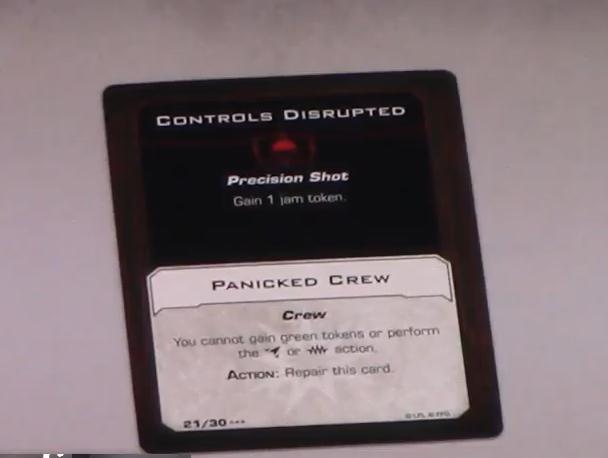 CONTROLS DISRUPTED
Precision Shot
Gain 1 jam token.
PANICKED CREW
Crew
You cannot gain green tokens or perform
the or action.
ACTION: Repair this card.
21/30